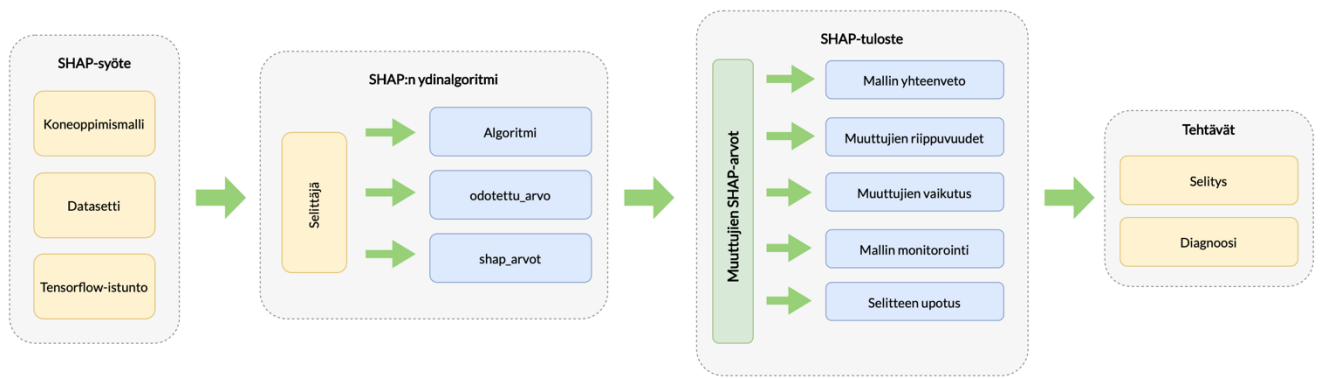 SHAP-syöte
Koneoppimismalli
Datasetti
Tensorflow-istunto
SHAP:n ydinalgoritmi
Selittäjä
Algoritmi
odotettu_arvo
shap_arvot
SHAP-tuloste
Muuttujien SHAP-arvot
Mallin yhteenveto
Muuttujien riippuvuudet
Muuttujien vaikutus
Mallin monitorointi
Selitteen upotus
Tehtävät
Selitys
Diagnoosi